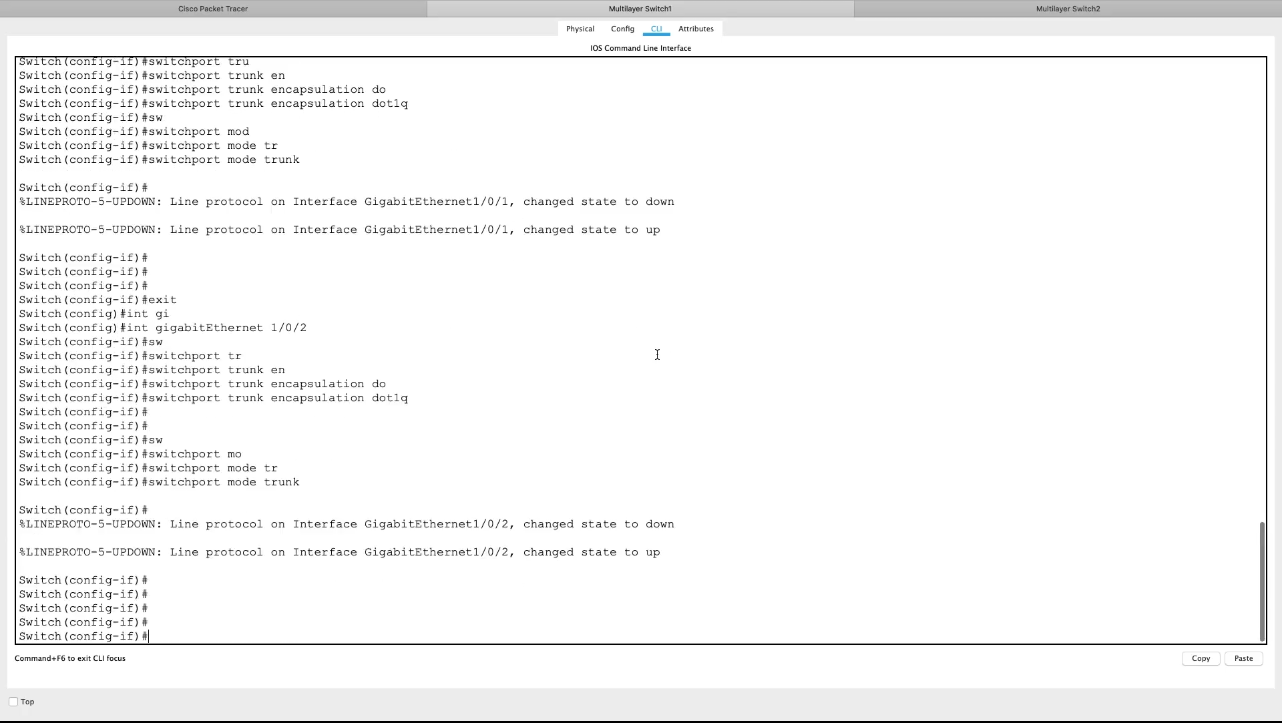 Cisco Packet Tracer
Multilayer Switch1
Multilayer Switch2
Physical
Config
CLI
Attributes
IOS Command Line Interface
Switch(config-if)#switchport tru
Switch(config-if)#switchport trunk en
Switch(config-if)#switchport trunk encapsulation do
Switch(config-if)#switchport trunk encapsulation dot1q
Switch(config-if)#sw
Switch(config-if)#switchport mod
Switch(config-if)#switchport mode tr
Switch(config-if)#switchport mode trunk
Switch(config-if)#
%LINEPROTO-5-UPDOWN: Line protocol on Interface GigabitEthernet1/0/1, changed state to down
%LINEPROTO-5-UPDOWN: Line protocol on Interface GigabitEthernet1/0/1, changed state to up
Switch(config-if)#
Switch(config-if)#
Switch(config-if)#
Switch(config-if)#exit
Switch(config)#int gi
Switch(config)#int gigabitEthernet 1/0/2
Switch(config-if)#sw
Switch(config-if)#switchport tr
Switch(config-if)#switchport trunk en
Switch(config-if)#switchport trunk encapsulation do
Switch(config-if)#switchport trunk encapsulation dot1q
Switch(config-if)#
Switch(config-if)#
Switch(config-if)#sw
Switch(config-if)#switchport mo
Switch(config-if)#switchport mode tr
Switch(config-if)#switchport mode trunk
Switch(config-if)#
%LINEPROTO-5-UPDOWN: Line protocol on Interface GigabitEthernet1/0/2, changed state to down
%LINEPROTO-5-UPDOWN: Line protocol on Interface GigabitEthernet1/0/2, changed state to up
Switch(config-if)#
Switch(config-if)#
Switch(config-if)#
Switch(config-if)#
Switch(config-if)#
Command+F6 to exit CLI focus
Copy
Paste
Top